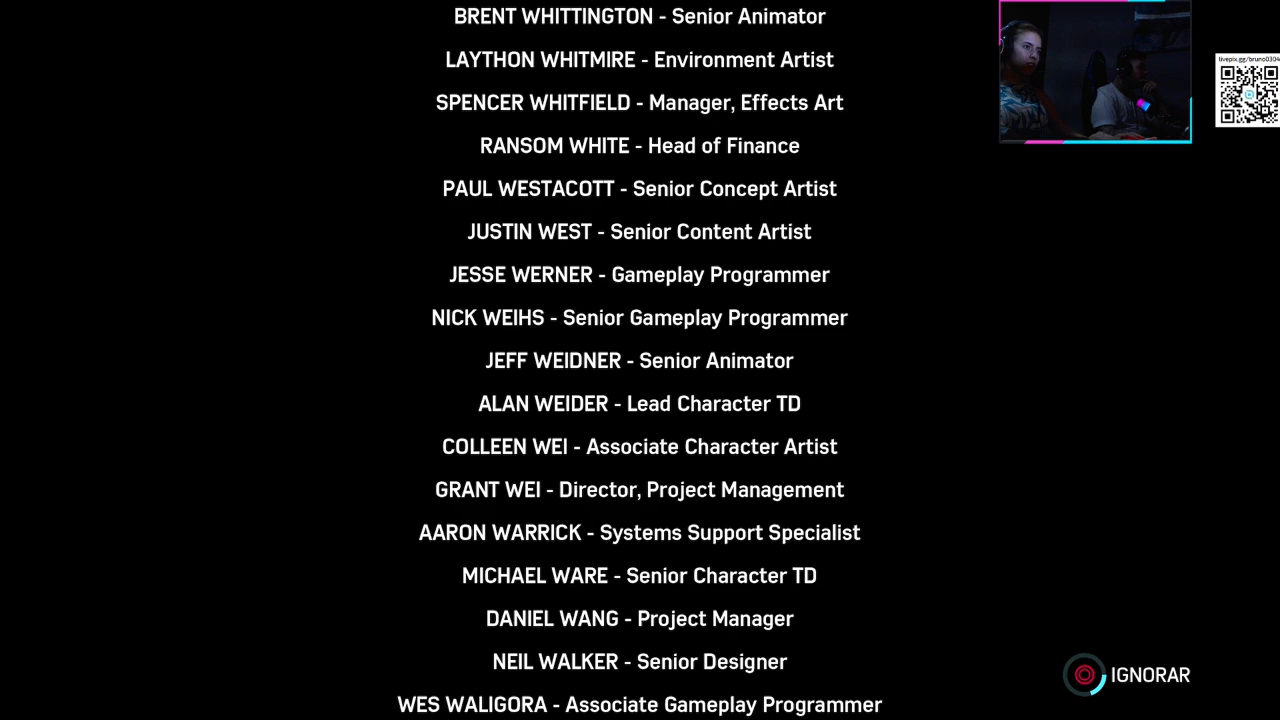 BRENT WHITTINGTON - Senior Animator
LAYTHON WHITMIRE - Environment Artist
SPENCER WHITFIELD - Manager, Effects Art
RANSOM WHITE - Head of Finance
PAUL WESTACOTT - Senior Concept Artist
JUSTIN WEST - Senior Content Artist
JESSE WERNER - Gameplay Programmer
NICK WEIHS - Senior Gameplay Programmer
JEFF WEIDNER - Senior Animator
ALAN WEIDER - Lead Character TD
COLLEEN WEI - Associate Character Artist
GRANT WEI - Director, Project Management
AARON WARRICK - Systems Support Specialist
MICHAEL WARE - Senior Character TD
DANIEL WANG - Project Manager
NEIL WALKER - Senior Designer
WES WALIGORA - Associate Gameplay Programmer
livepix.gg/bruno0304
IGNORAR